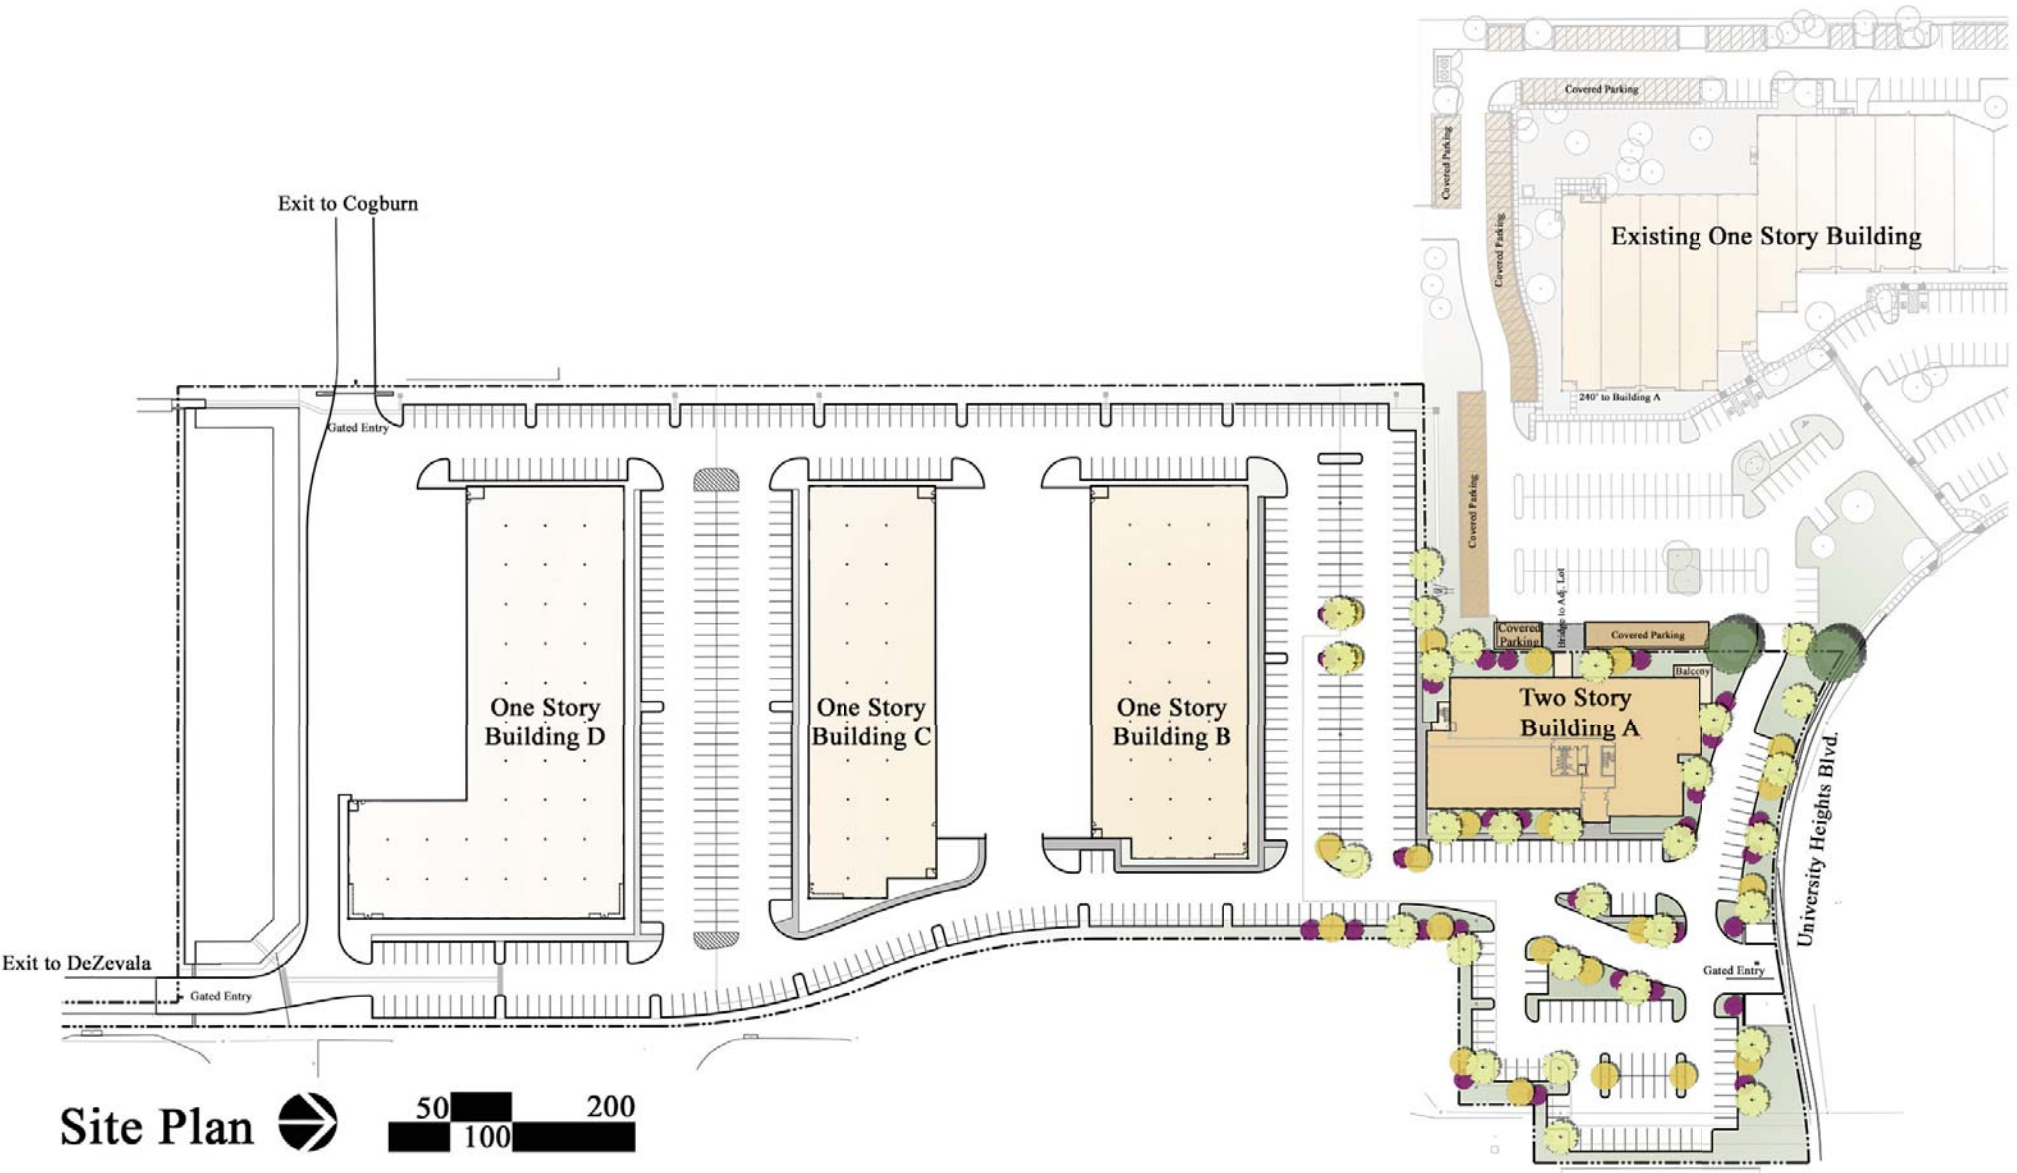 Covered Parking
Covered Parking
Exit to Cogburn
Covered Parking
Existing One Story Building
240' to Building A
Gated Entry
Covered Parking
Bridge to Adj. Lot
Covered
Parking
Covered Parking
Balcony
One Story
Building D
One Story
Building C
One Story
Building B
Two Story
Building A
University Heights Blvd.
Exit to DeZevala
Gated Entry
Gated Entry
Site Plan
50
100
200